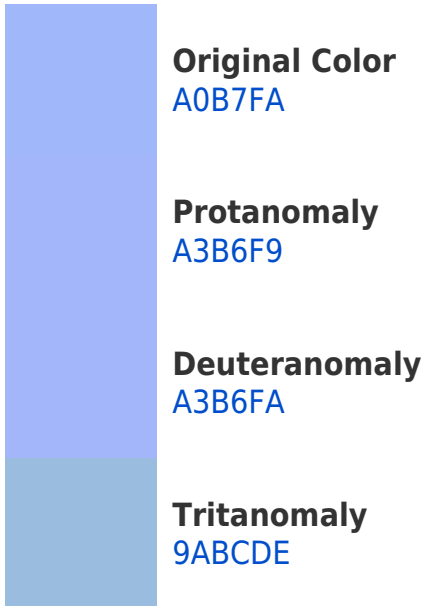 Original Color
A0B7FA
Protanomaly
A3B6F9
Deuteranomaly
A3B6FA
Tritanomaly
9ABCDE